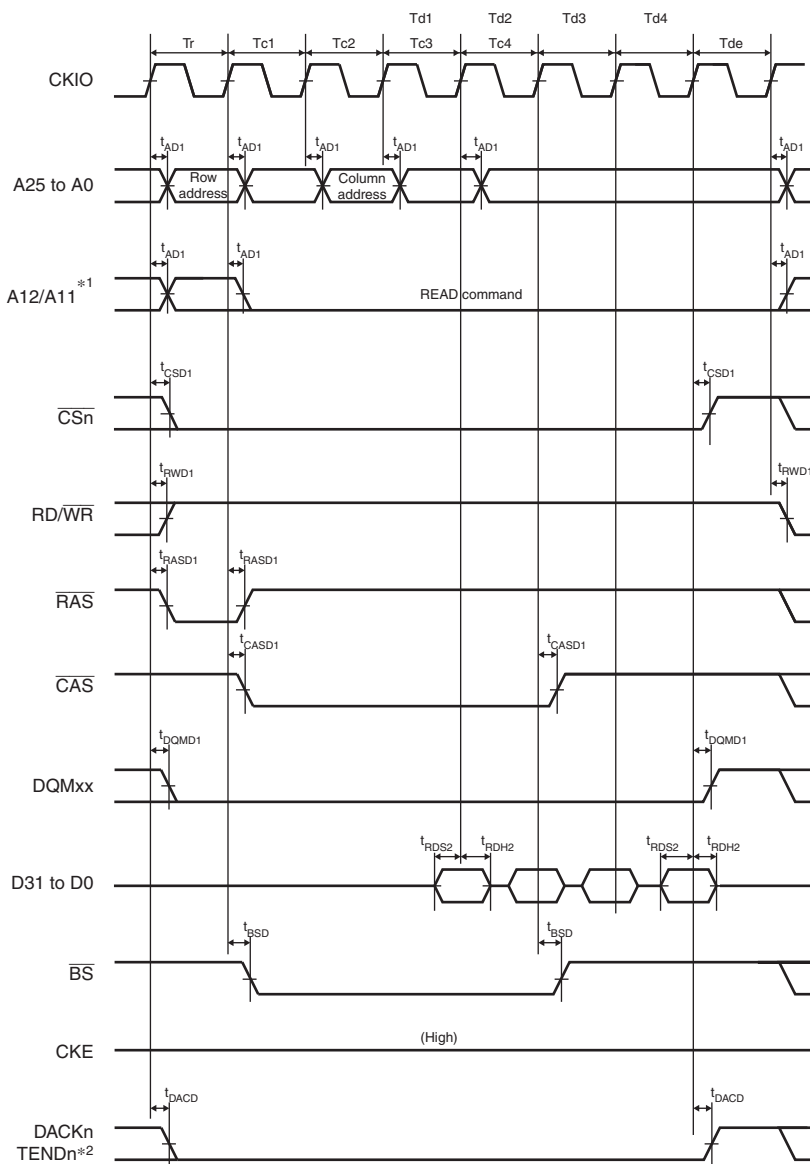 Td1 Td2 Td3 Td4
Tr Tc1 Tc2 Tc3 Tc4 Tde
CKIO
tAD1 tAD1 tAD1 tAD1 tAD1 tAD1
A25 to A0
Row
address
Column
address
tAD1 tAD1 tAD1
A12/A11*1
READ command
tCSD1 tCSD1
CSn
tRWD1 tRWD1
RD/WR
tRASD1 tRASD1
RAS
tCASD1 tCASD1
CAS
tDQMD1 tDQMD1
DQMxx
tRDS2 tRDH2 tRDS2 tRDH2
D31 to D0
tBSD tBSD
BS
(High)
CKE
tDACD tDACD
DACKn
TENDn*2